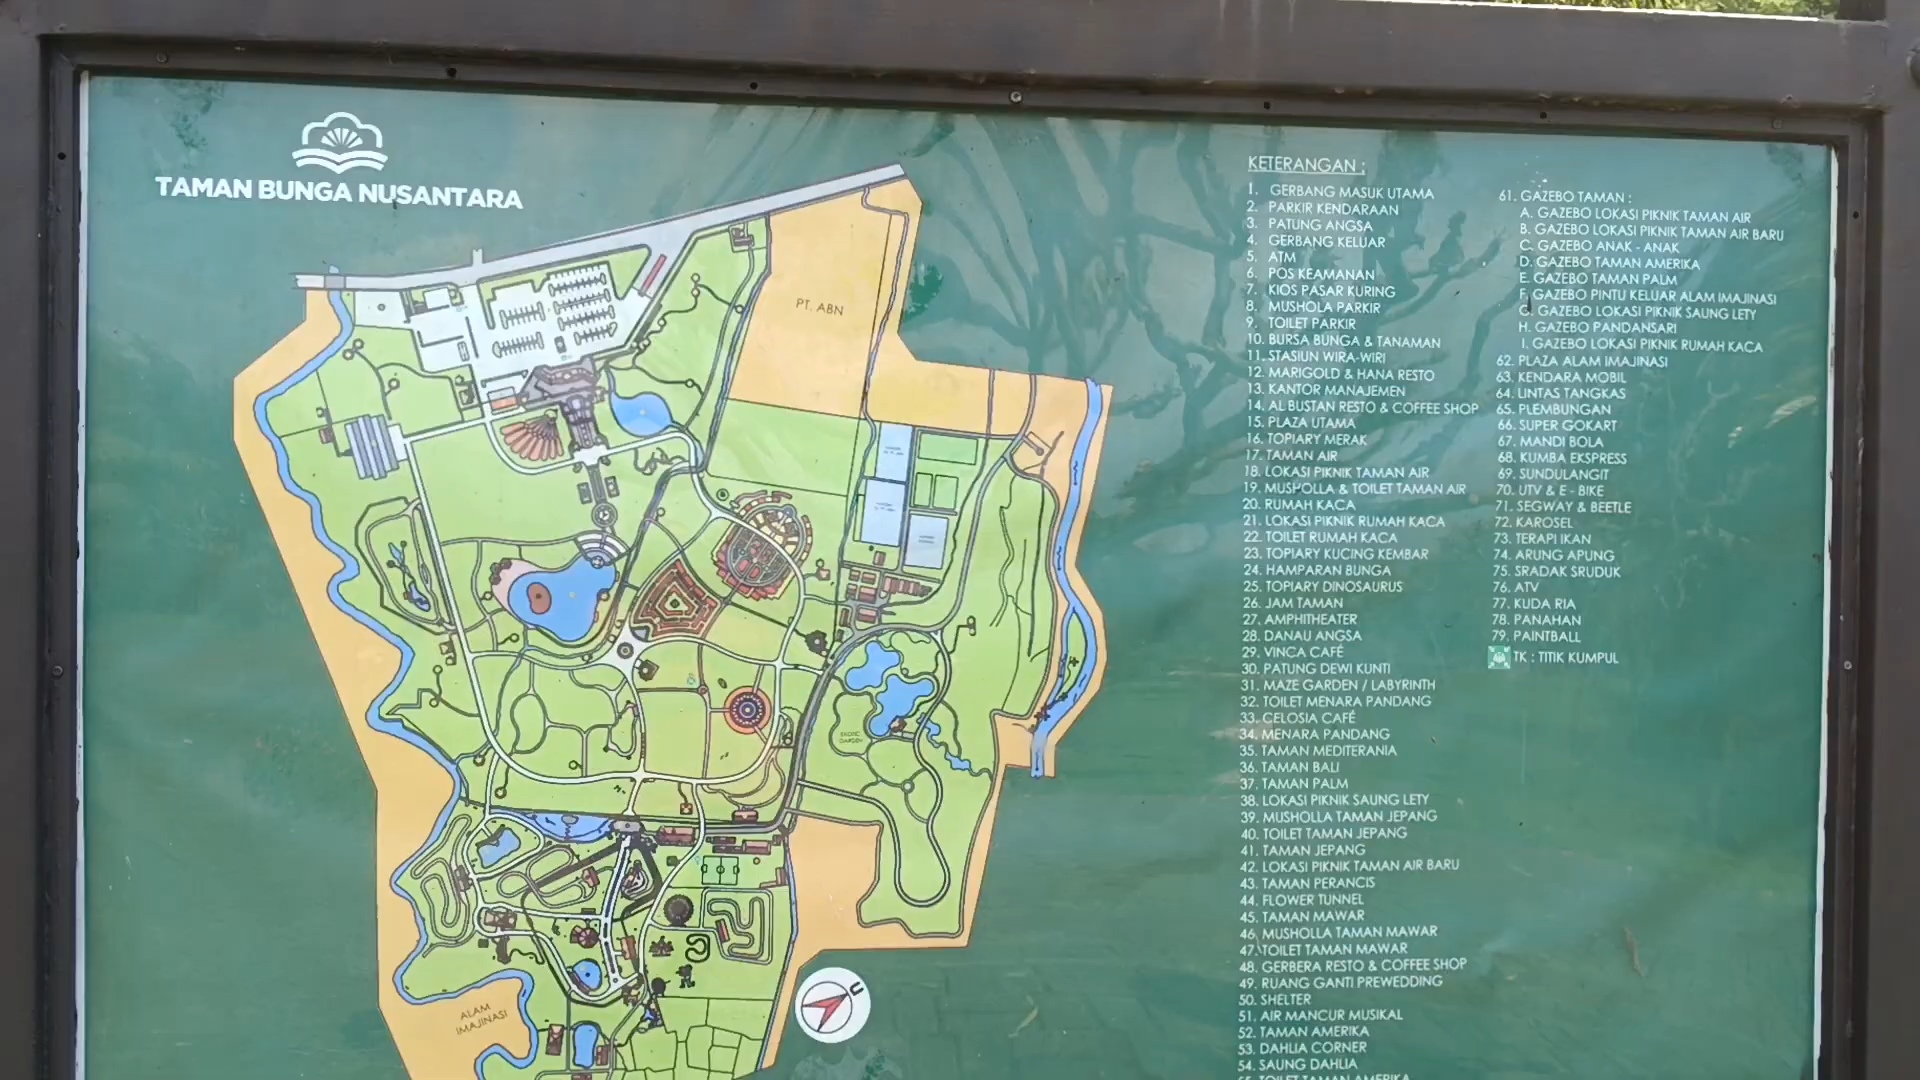 TAMAN BUNGA NUSANTARA
PT. ABN
EXOTIC
GARDEN
ALAM
IMAJINASI
KETERANGAN :
1. GERBANG MASUK UTAMA
2. PARKIR KENDARAAN
3. PATUNG ANGSA
4. GERBANG KELUAR
5. ATM
6. POS KEAMANAN
7. KIOS PASAR KURING
8. MUSHOLA PARKIR
9. TOILET PARKIR
10. BURSA BUNGA & TANAMAN
11. STASIUN WIRA-WIRI
12. MARIGOLD & HANA RESTO
13. KANTOR MANAJEMEN
14. AL BUSTAN RESTO & COFFEE SHOP
15. PLAZA UTAMA
16. TOPIARY MERAK
17. TAMAN AIR
18. LOKASI PIKNIK TAMAN AIR
19. MUSHOLLA & TOILET TAMAN AIR
20. RUMAH KACA
21. LOKASI PIKNIK RUMAH KACA
22. TOILET RUMAH KACA
23. TOPIARY KUCING KEMBAR
24. HAMPARAN BUNGA
25. TOPIARY DINOSAURUS
26. JAM TAMAN
27. AMPHITHEATER
28. DANAU ANGSA
29. VINCA CAFÉ
30. PATUNG DEWI KUNTI
31. MAZE GARDEN / LABYRINTH
32. TOILET MENARA PANDANG
33. CELOSIA CAFÉ
34. MENARA PANDANG
35. TAMAN MEDITERANIA
36. TAMAN BALI
37. TAMAN PALM
38. LOKASI PIKNIK SAUNG LETY
39. MUSHOLLA TAMAN JEPANG
40. TOILET TAMAN JEPANG
41. TAMAN JEPANG
42. LOKASI PIKNIK TAMAN AIR BARU
43. TAMAN PERANCIS
44. FLOWER TUNNEL
45. TAMAN MAWAR
46. MUSHOLLA TAMAN MAWAR
47. TOILET TAMAN MAWAR
48. GERBERA RESTO & COFFEE SHOP
49. RUANG GANTI PREWEDDING
50. SHELTER
51. AIR MANCUR MUSIKAL
52. TAMAN AMERIKA
53. DAHLIA CORNER
54. SAUNG DAHLIA
55. TOILET TAMAN AMERIKA
61. GAZEBO TAMAN :
A. GAZEBO LOKASI PIKNIK TAMAN AIR
B. GAZEBO LOKASI PIKNIK TAMAN AIR BARU
C. GAZEBO ANAK - ANAK
D. GAZEBO TAMAN AMERIKA
E. GAZEBO TAMAN PALM
F. GAZEBO PINTU KELUAR ALAM IMAJINASI
G. GAZEBO LOKASI PIKNIK SAUNG LETY
H. GAZEBO PANDANSARI
I. GAZEBO LOKASI PIKNIK RUMAH KACA
62. PLAZA ALAM IMAJINASI
63. KENDARA MOBIL
64. LINTAS TANGKAS
65. PLEMBUNGAN
66. SUPER GOKART
67. MANDI BOLA
68. KUMBA EKSPRESS
69. SUNDULANGIT
70. UTV & E - BIKE
71. SEGWAY & BEETLE
72. KAROSEL
73. TERAPI IKAN
74. ARUNG APUNG
75. SRADAK SRUDUK
76. ATV
77. KUDA RIA
78. PANAHAN
79. PAINTBALL
TK : TITIK KUMPUL
U